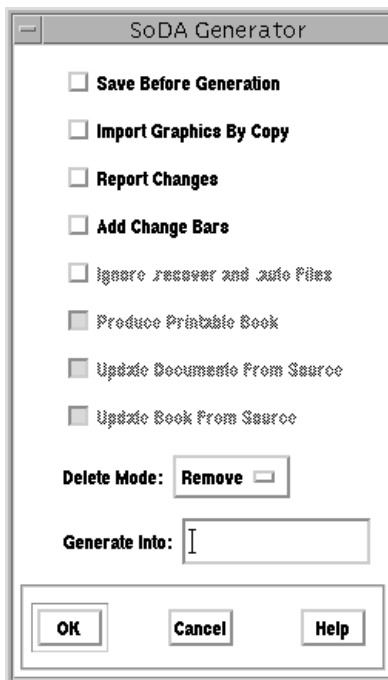 SoDA Generator
Save Before Generation
Import Graphics By Copy
Report Changes
Add Change Bars
Ignore .recover and .auto Files
Produce Printable Book
Update Documents From Source
Update Book From Source
Delete Mode: Remove
Generate Into:
OK Cancel Help